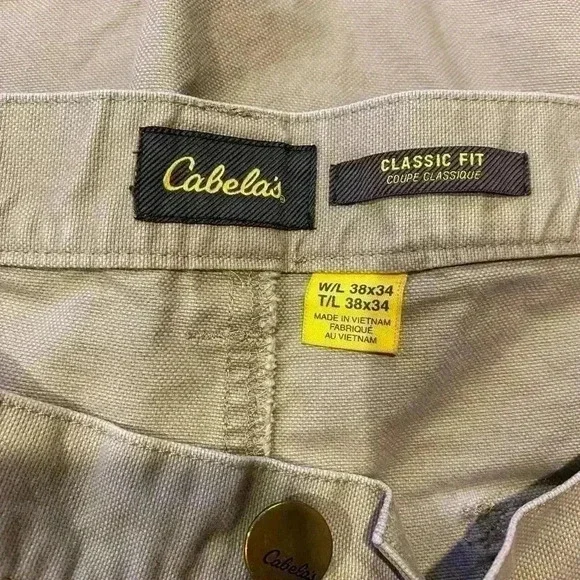 Cabela's
CLASSIC FIT
COUPE CLASSIQUE
W/L 38x34
T/L 38x34
MADE IN VIETNAM
FABRIQUÉ
AU VIETNAM
Cabela's